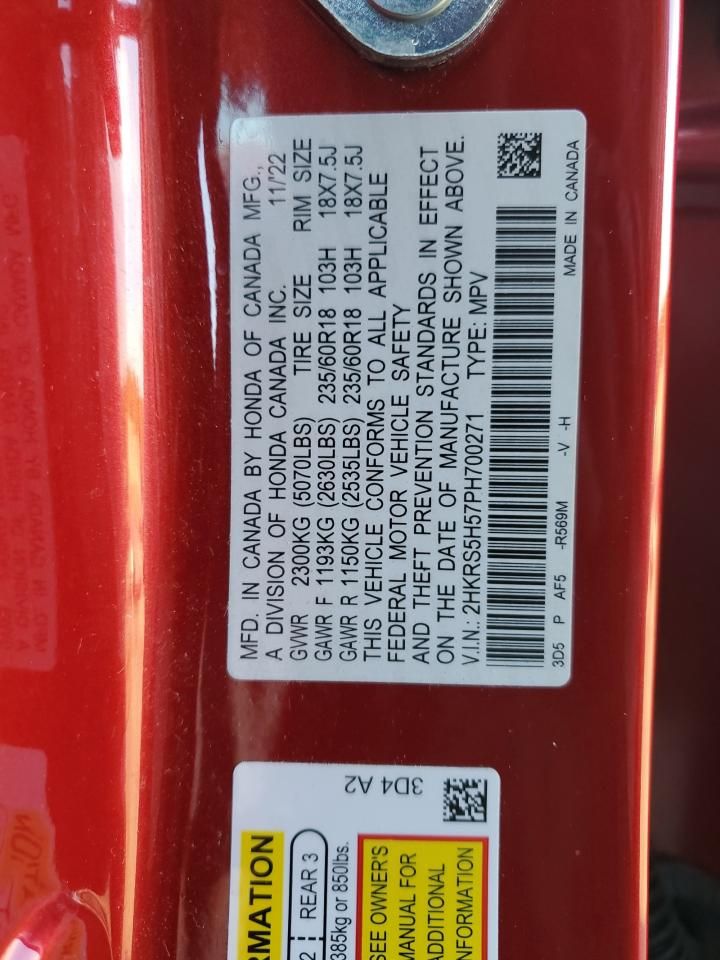 MFD. IN CANADA BY HONDA OF CANADA MFG.,
A DIVISION OF HONDA CANADA INC. 11/22
GVWR 2300KG (5070LBS) TIRE SIZE RIM SIZE
GAWR F 1193KG (2630LBS) 235/60R18 103H 18X7.5J
GAWR R 1150KG (2535LBS) 235/60R18 103H 18X7.5J
THIS VEHICLE CONFORMS TO ALL APPLICABLE
FEDERAL MOTOR VEHICLE SAFETY
AND THEFT PREVENTION STANDARDS IN EFFECT
ON THE DATE OF MANUFACTURE SHOWN ABOVE.
V.I.N.: 2HKRS5H57PH700271 TYPE: MPV
3D5 P AF5 -R569M -V -H MADE IN CANADA
3D4 A2
RMATION
2 REAR 3
385kg or 850lbs.
SEE OWNER'S
MANUAL FOR
ADDITIONAL
INFORMATION